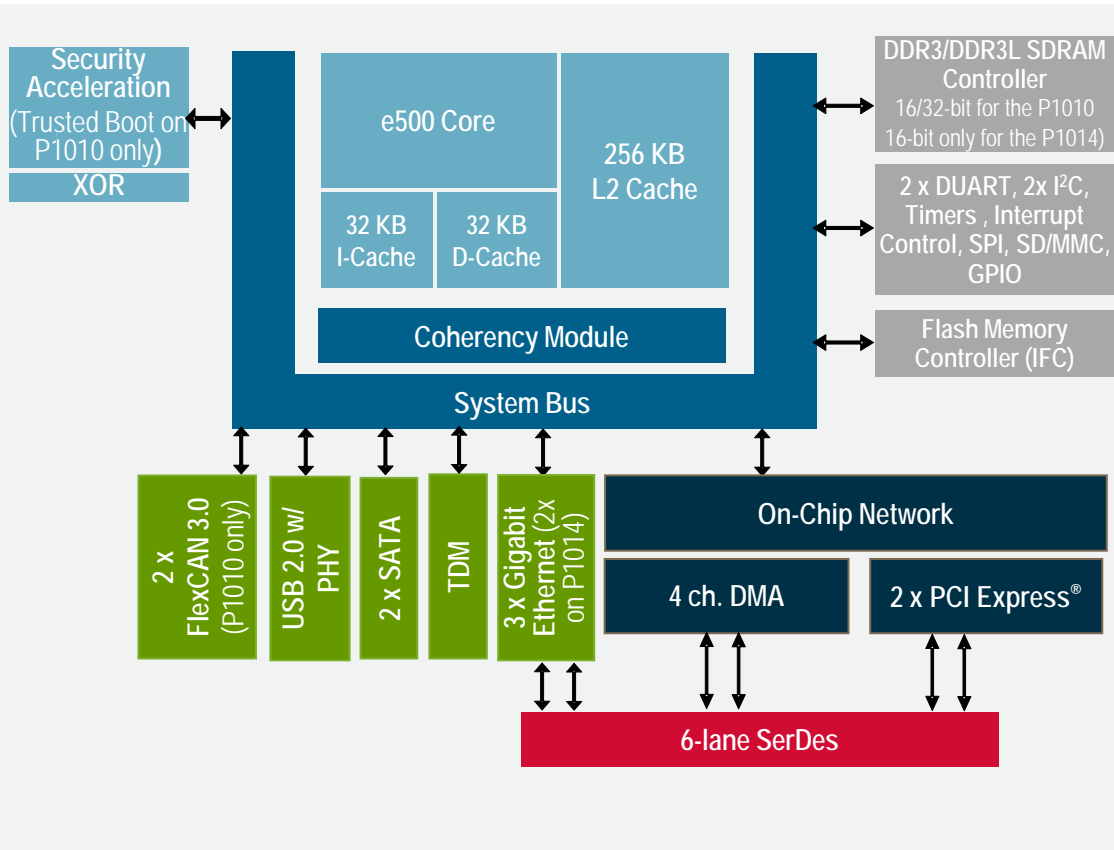 Security
Acceleration
(Trusted Boot on
P1010 only)
XOR
e500 Core
256 KB
L2 Cache
32 KB
I-Cache
32 KB
D-Cache
Coherency Module
System Bus
DDR3/DDR3L SDRAM
Controller
16/32-bit for the P1010
16-bit only for the P1014)
2 x DUART, 2x I²C,
Timers , Interrupt
Control, SPI, SD/MMC,
GPIO
Flash Memory
Controller (IFC)
2 x
FlexCAN 3.0
(P1010 only)
USB 2.0 w/
PHY
2 x SATA
TDM
3 x Gigabit
Ethernet (2x
on P1014)
On-Chip Network
4 ch. DMA
2 x PCI Express®
6-lane SerDes